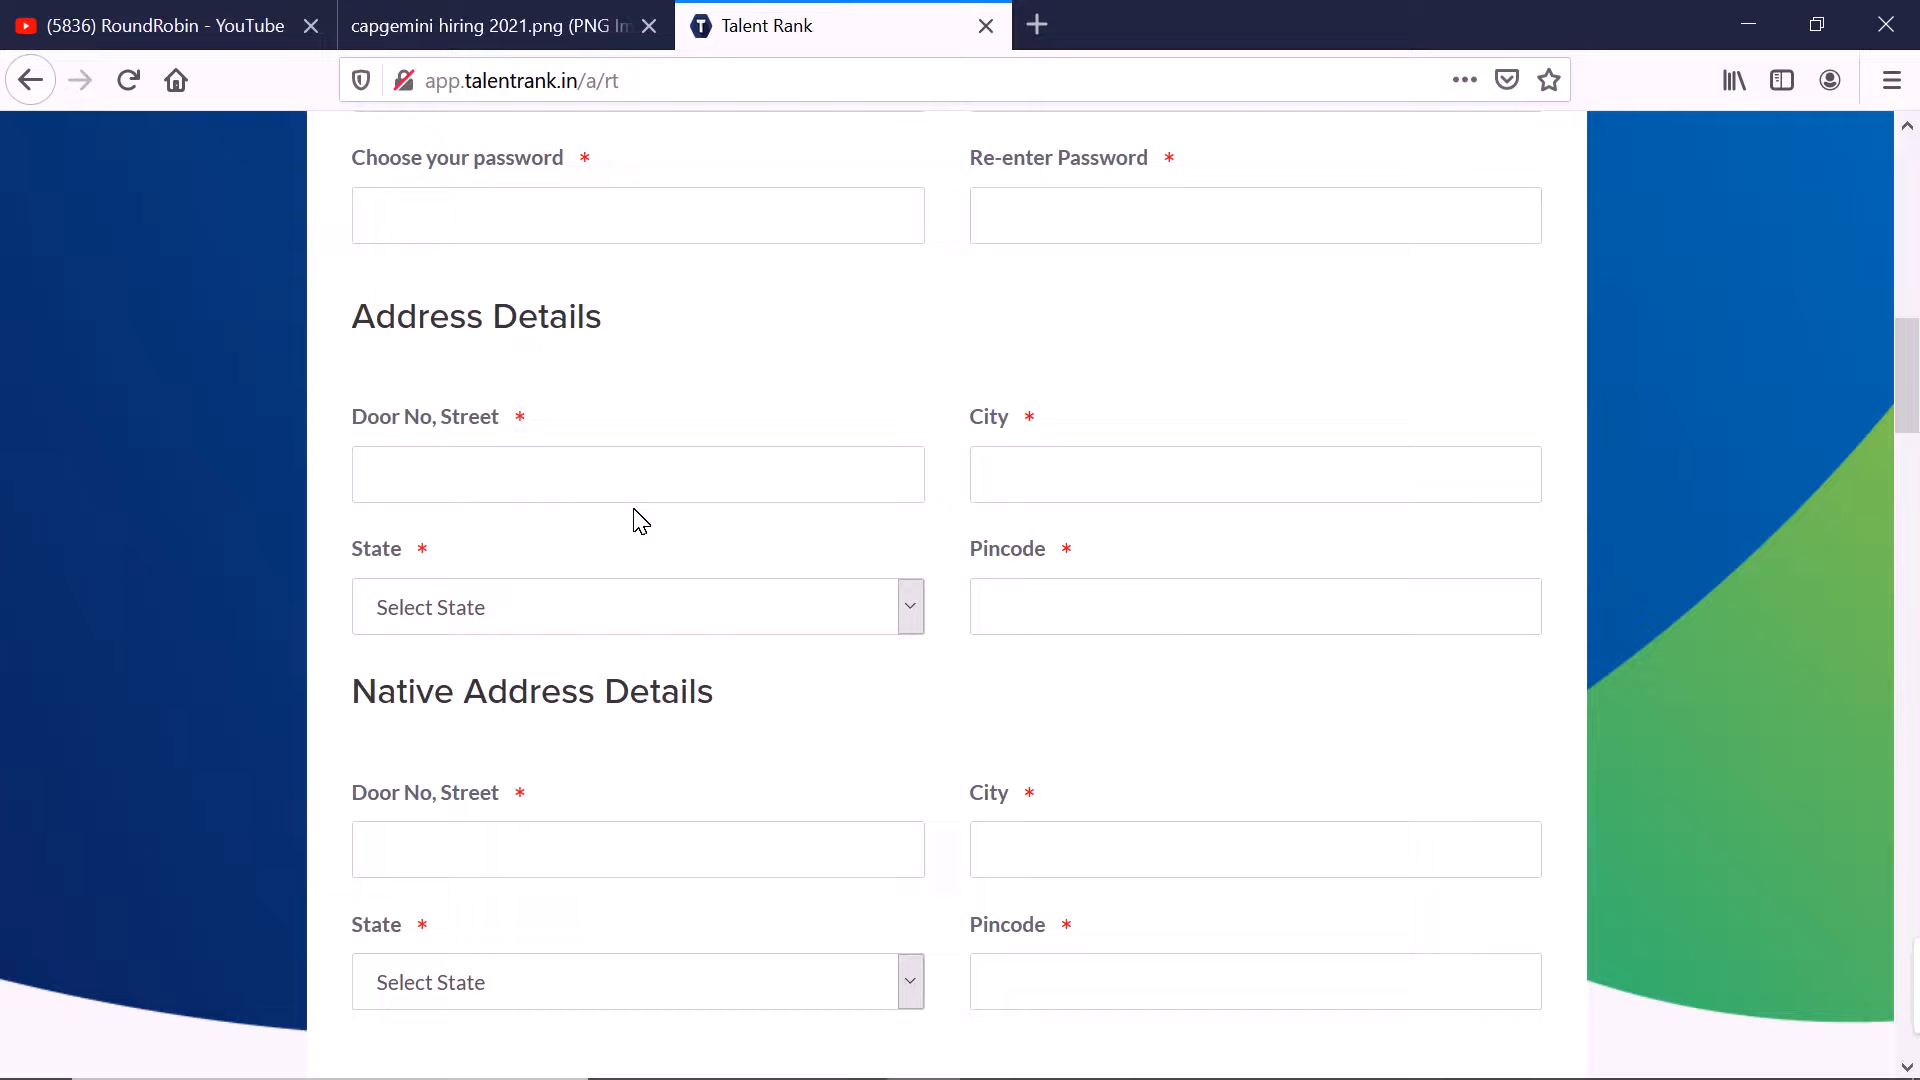 (5836) RoundRobin - YouTube
capgemini hiring 2021.png (PNG Im
Talent Rank
app.talentrank.in/a/rt
Choose your password *
Re-enter Password *
Address Details
Door No, Street *
City *
State *
Pincode *
Select State
Native Address Details
Door No, Street *
City *
State *
Pincode *
Select State